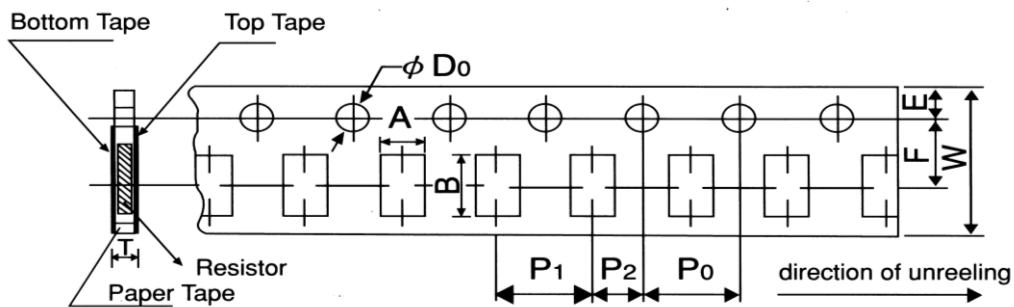 Bottom Tape
Top Tape
ϕ D0
A
B
E
F
W
T
Resistor
Paper Tape
P1
P2
P0
direction of unreeling